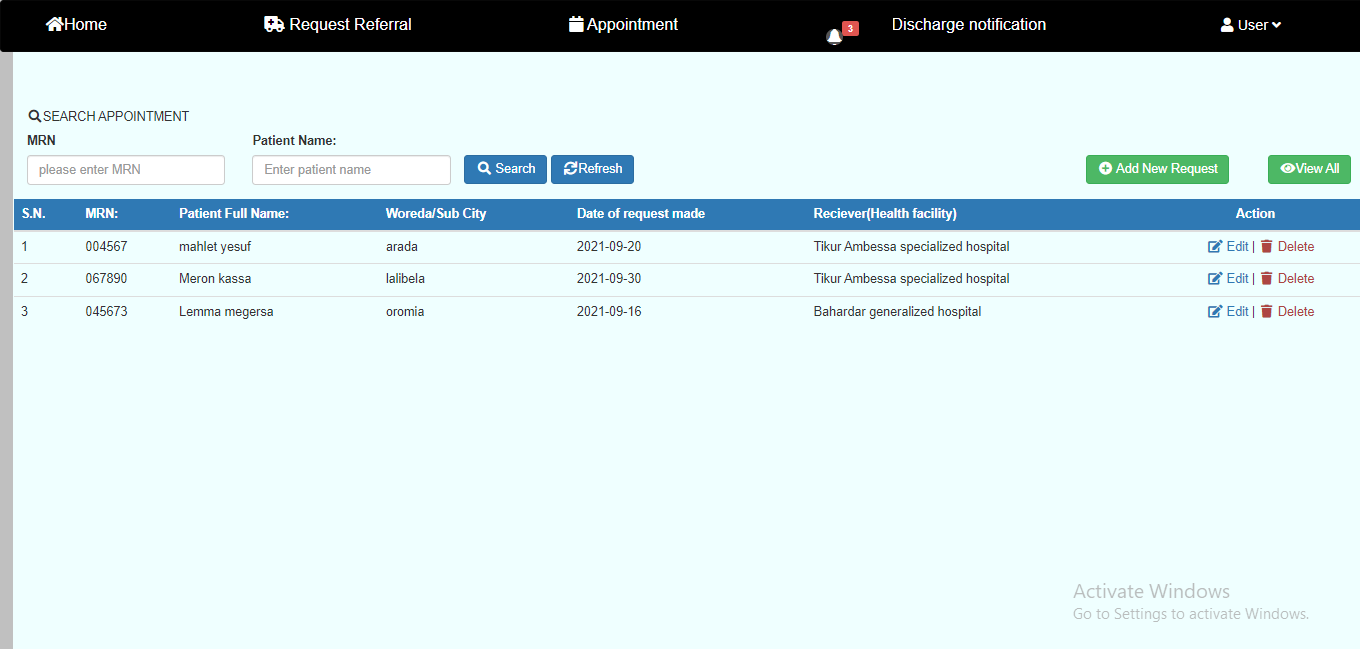 Home Request Referral Appointment 3 Discharge notification User
SEARCH APPOINTMENT
MRN Patient Name:
please enter MRN Enter patient name Search Refresh Add New Request View All
S.N. MRN: Patient Full Name: Woreda/Sub City Date of request made Reciever(Health facility) Action
1 004567 mahlet yesuf arada 2021-09-20 Tikur Ambessa specialized hospital Edit | Delete
2 067890 Meron kassa lalibela 2021-09-30 Tikur Ambessa specialized hospital Edit | Delete
3 045673 Lemma megersa oromia 2021-09-16 Bahardar generalized hospital Edit | Delete
Activate Windows
Go to Settings to activate Windows.